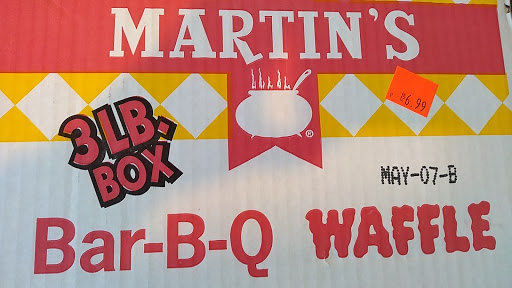 MARTIN'S
6.99
®
3 LB.
BOX
MAY-07-B
Bar-B-Q WAFFLE